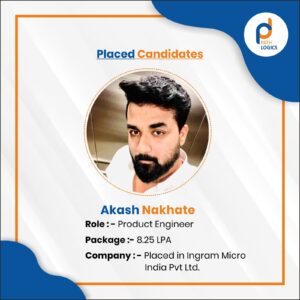 PATH
LOGICS
Placed Candidates
Akash Nakhate
Role : - Product Engineer
Package :- 8.25 LPA
Company : - Placed in Ingram Micro
India Pvt Ltd.